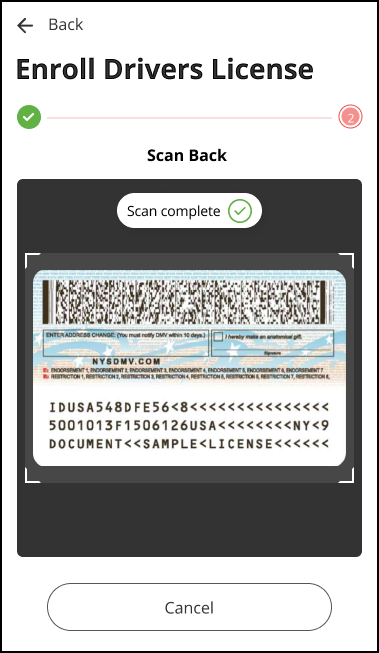 Back
Enroll Drivers License
2
Scan Back
Scan complete
ENTER ADDRESS CHANGE: (You must notify DMV within 10 days.)
I hereby make an anatomical gift.
Signature
NYSDMV.COM
E: ENDORSEMENT 1, ENDORSEMENT 2, ENDORSEMENT 3, ENDORSEMENT 4, ENDORSEMENT 5, ENDORSEMENT 6, ENDORSEMENT 7
R: RESTRICTION 1, RESTRICTION 2, RESTRICTION 3, RESTRICTION 4, RESTRICTION 5, RESTRICTION 6, RESTRICTION 7, RESTRICTION 8,
IDUSA548DFE56<8<<<<<<<<<<<<<<<
5001013F1506126USA<<<<<<<<NY<9
DOCUMENT<<SAMPLE<LICENSE<<<<<<
Cancel